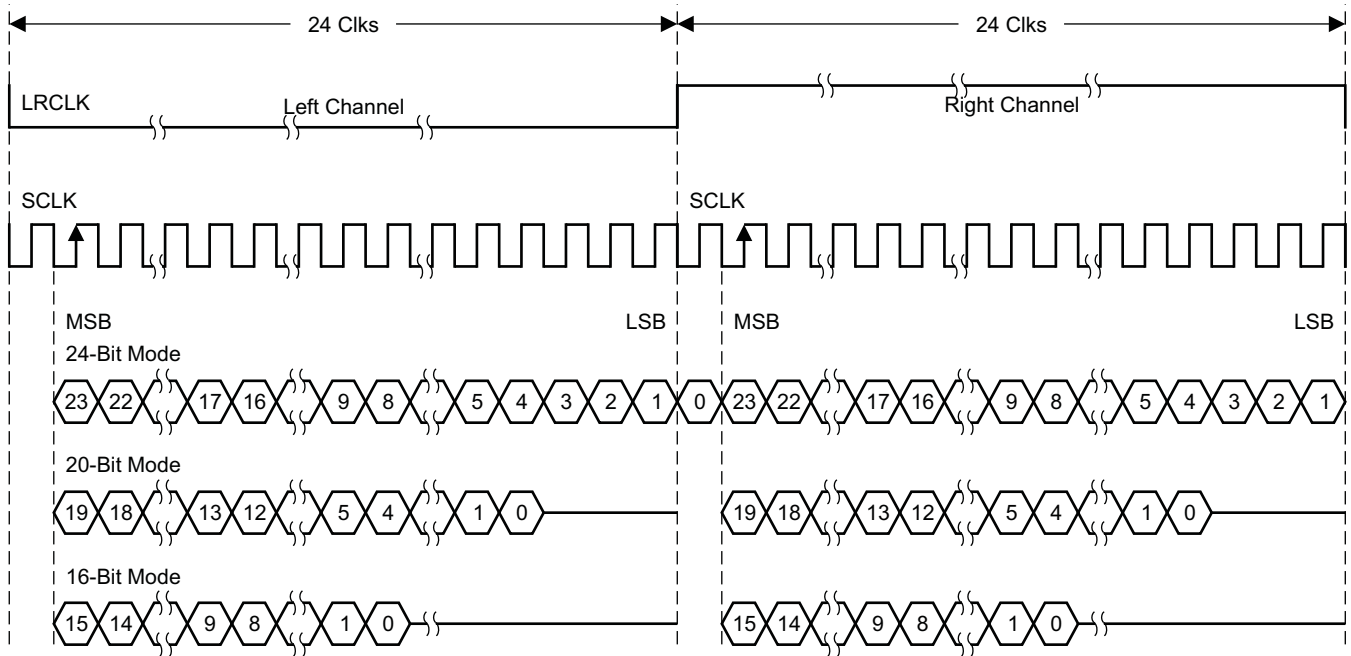 24 Clks 24 Clks
LRCLK Left Channel Right Channel
SCLK SCLK
MSB LSB MSB LSB
24-Bit Mode
23 22 17 16 9 8 5 4 3 2 1 0 23 22 17 16 9 8 5 4 3 2 1
20-Bit Mode
19 18 13 12 5 4 1 0 19 18 13 12 5 4 1 0
16-Bit Mode
15 14 9 8 1 0 15 14 9 8 1 0